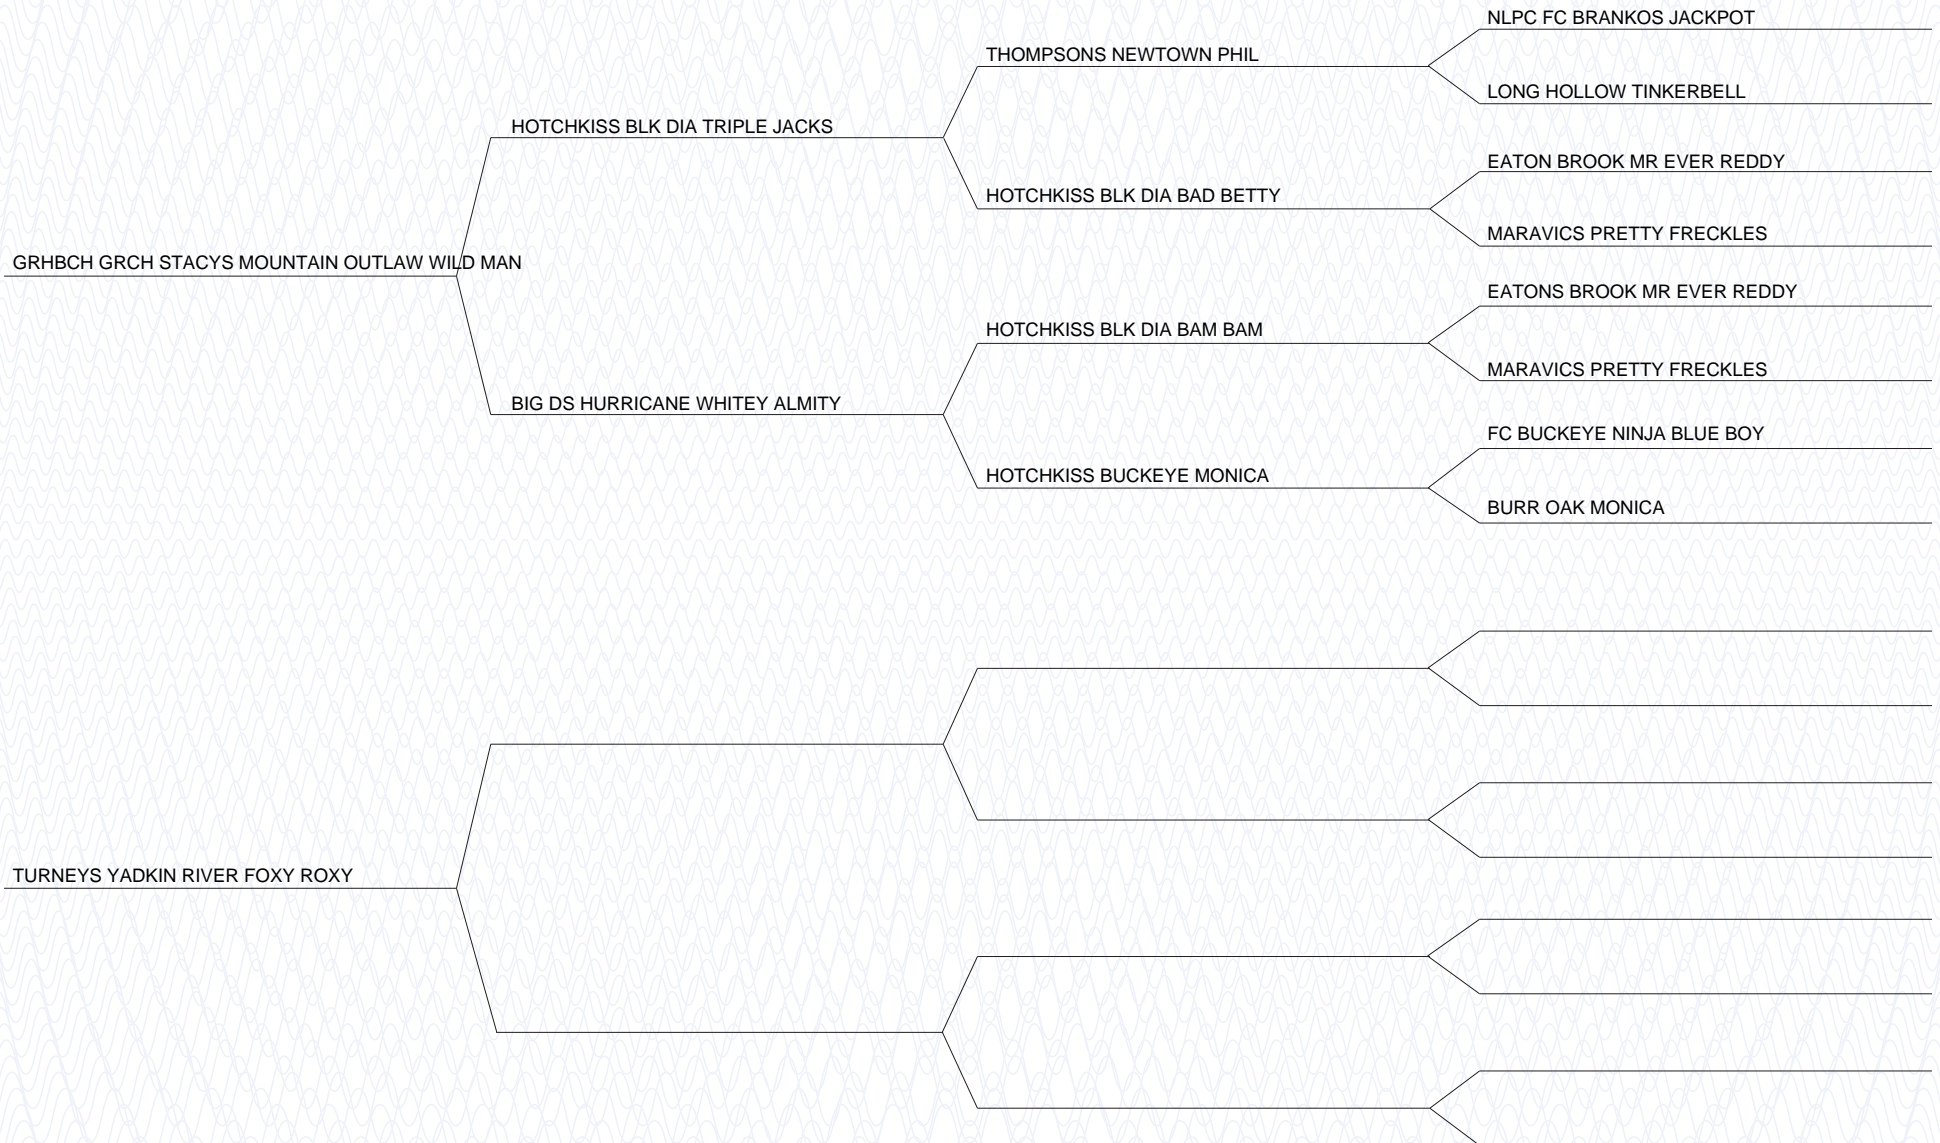 NLPC FC BRANKOS JACKPOT
THOMPSONS NEWTOWN PHIL
LONG HOLLOW TINKERBELL
HOTCHKISS BLK DIA TRIPLE JACKS
EATON BROOK MR EVER REDDY
HOTCHKISS BLK DIA BAD BETTY
MARAVICS PRETTY FRECKLES
GRHBCH GRCH STACYS MOUNTAIN OUTLAW WILD MAN
EATONS BROOK MR EVER REDDY
HOTCHKISS BLK DIA BAM BAM
MARAVICS PRETTY FRECKLES
BIG DS HURRICANE WHITEY ALMITY
FC BUCKEYE NINJA BLUE BOY
HOTCHKISS BUCKEYE MONICA
BURR OAK MONICA
TURNEYS YADKIN RIVER FOXY ROXY